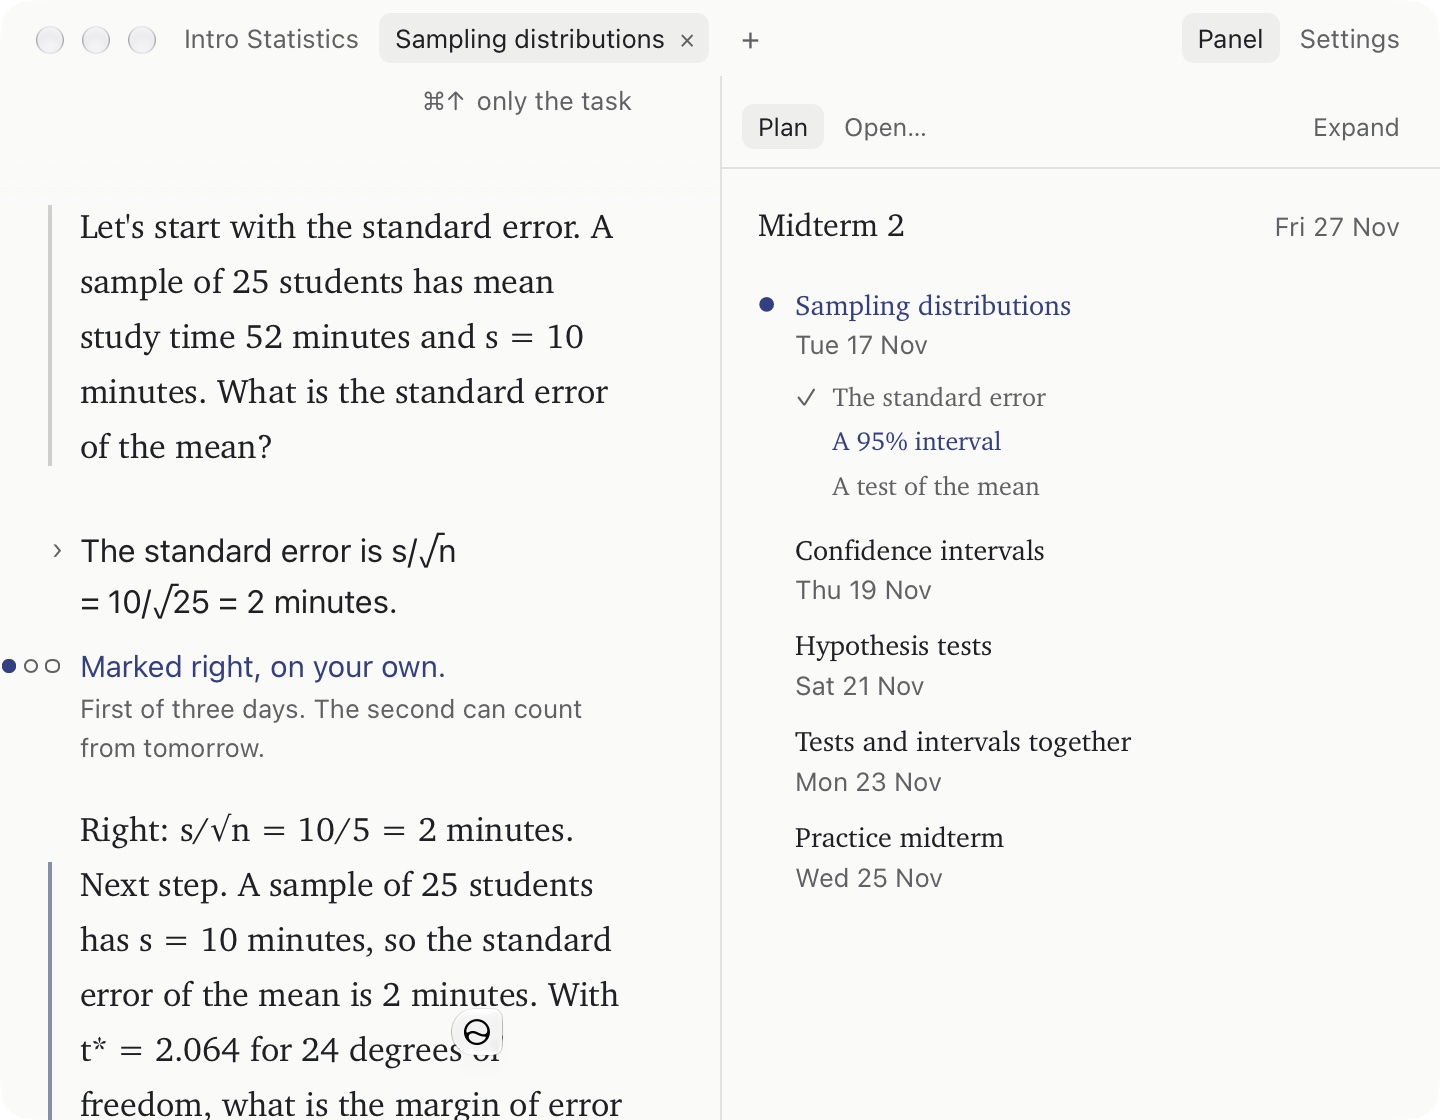 Intro Statistics
Sampling distributions ×
+
Panel
Settings
⌘↑ only the task
Plan
Open...
Expand
Let's start with the standard error. A
sample of 25 students has mean
study time 52 minutes and s = 10
minutes. What is the standard error
of the mean?
› The standard error is s/√n
= 10/√25 = 2 minutes.
Marked right, on your own.
First of three days. The second can count
from tomorrow.
Right: s/√n = 10/5 = 2 minutes.
Next step. A sample of 25 students
has s = 10 minutes, so the standard
error of the mean is 2 minutes. With
t* = 2.064 for 24 degrees
freedom, what is the margin of error
Midterm 2
Fri 27 Nov
Sampling distributions
Tue 17 Nov
✓ The standard error
A 95% interval
A test of the mean
Confidence intervals
Thu 19 Nov
Hypothesis tests
Sat 21 Nov
Tests and intervals together
Mon 23 Nov
Practice midterm
Wed 25 Nov